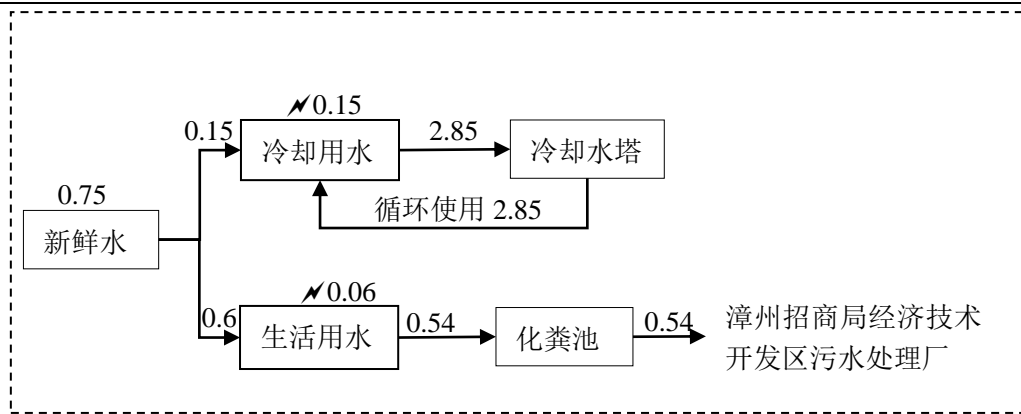 0.15
0.15
2.85
冷却用水
冷却水塔
0.75
循环使用 2.85
新鲜水
0.06
0.6
0.54
0.54
生活用水
化粪池
漳州招商局经济技术
开发区污水处理厂